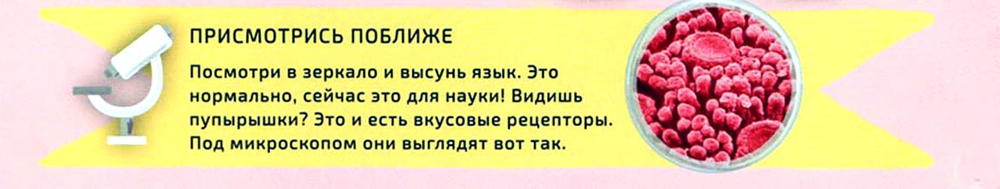 ПРИСМОТРИСЬ ПОБЛИЖЕ
Посмотри в зеркало и высунь язык. Это
нормально, сейчас это для науки! Видишь
пупырышки? Это и есть вкусовые рецепторы.
Под микроскопом они выглядят вот так.